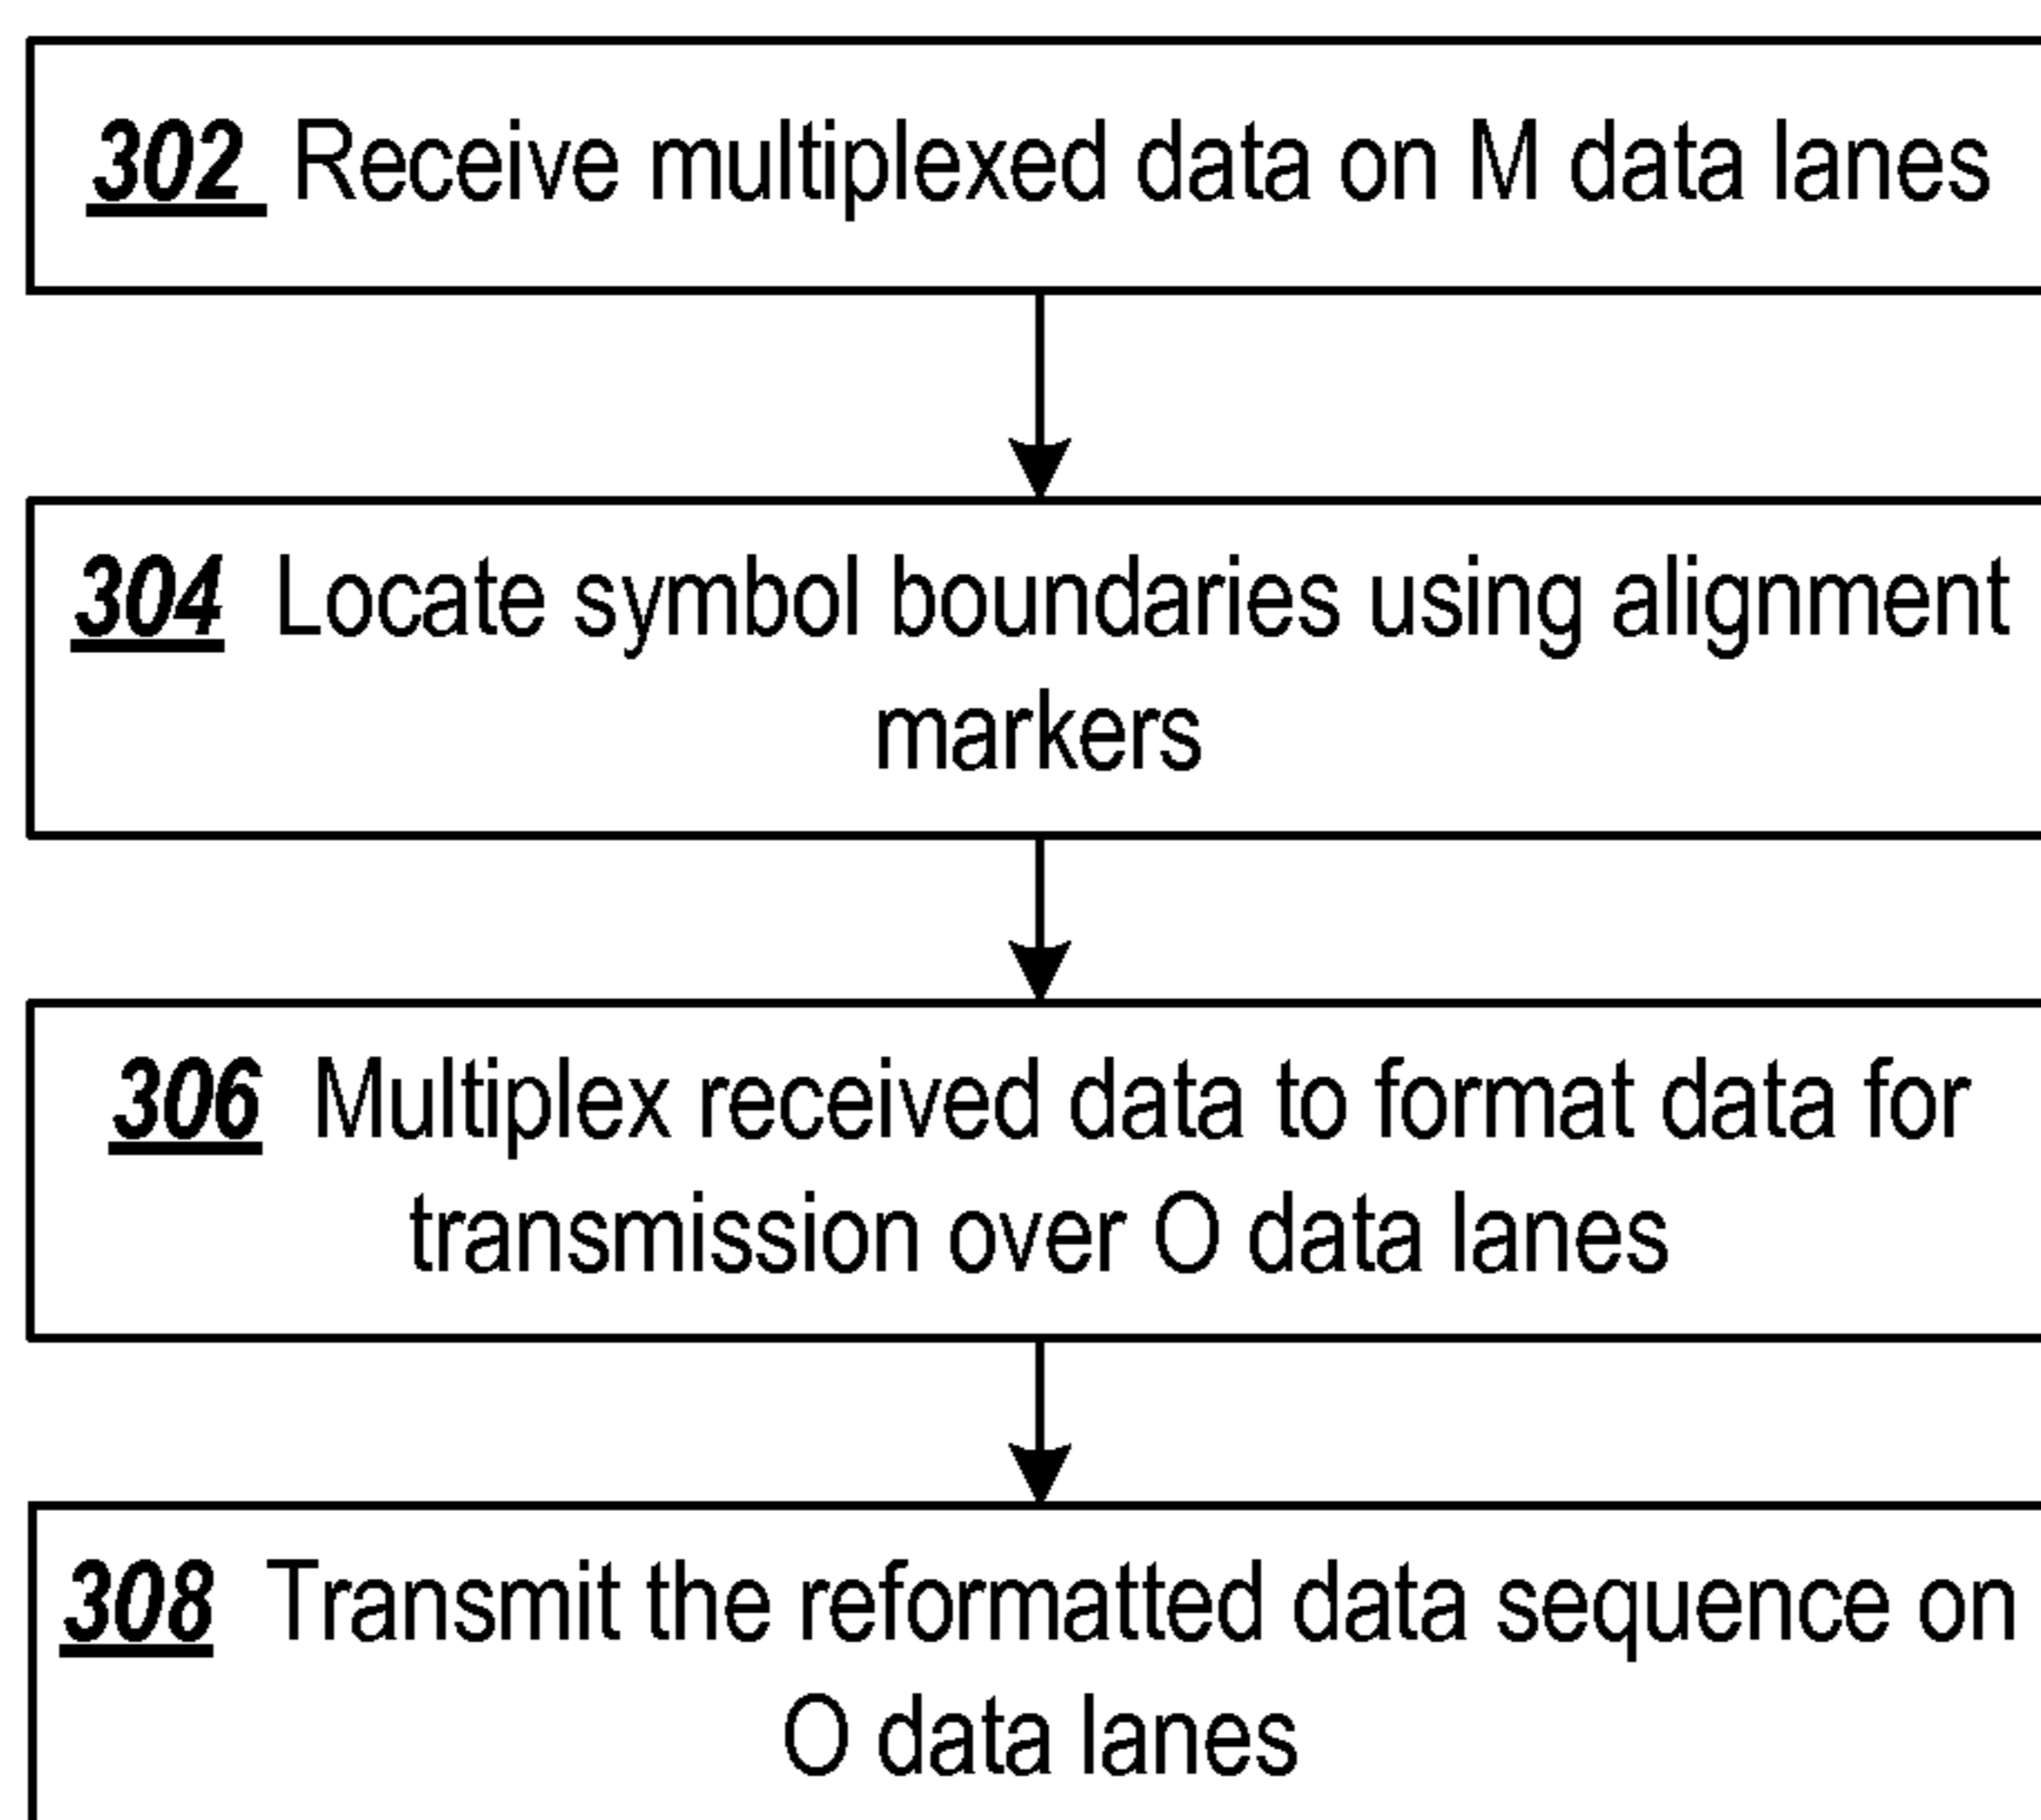 302 Receive multiplexed data on M data lanes
304 Locate symbol boundaries using alignment
markers
306 Multiplex received data to format data for
transmission over O data lanes
308 Transmit the reformatted data sequence on
O data lanes